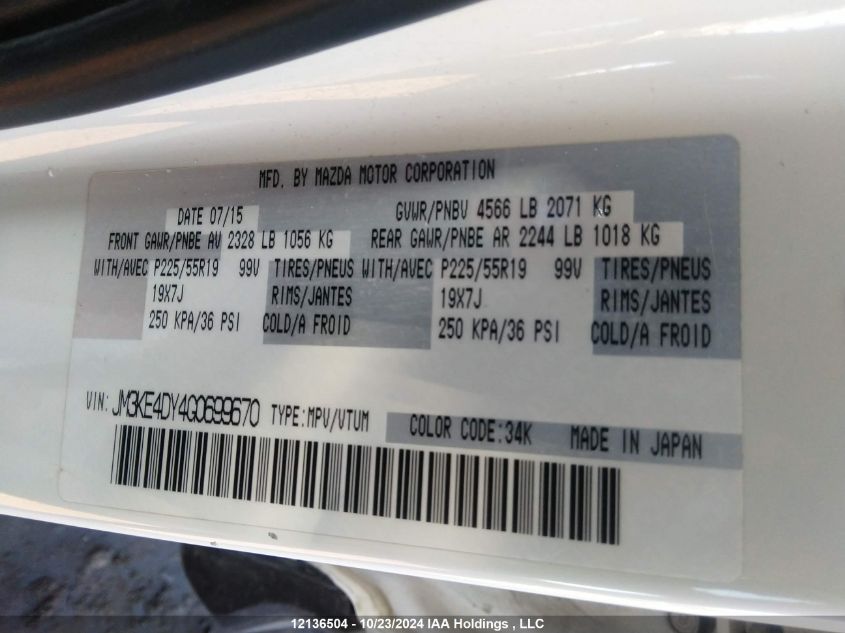 MFD. BY MAZDA MOTOR CORPORATION
DATE 07/15 GVWR/PNBV 4566 LB 2071 KG
FRONT GAWR/PNBE AV 2328 LB 1056 KG REAR GAWR/PNBE AR 2244 LB 1018 KG
WITH/AVEC P225/55R19 99V TIRES/PNEUS WITH/AVEC P225/55R19 99V TIRES/PNEUS
19X7J RIMS/JANTES 19X7J RIMS/JANTES
250 KPA/36 PSI COLD/A FROID 250 KPA/36 PSI COLD/A FROID
VIN: JM3KE4DY4G0699670 TYPE:MPV/VTUM COLOR CODE:34K MADE IN JAPAN
12136504 - 10/23/2024 IAA Holdings , LLC